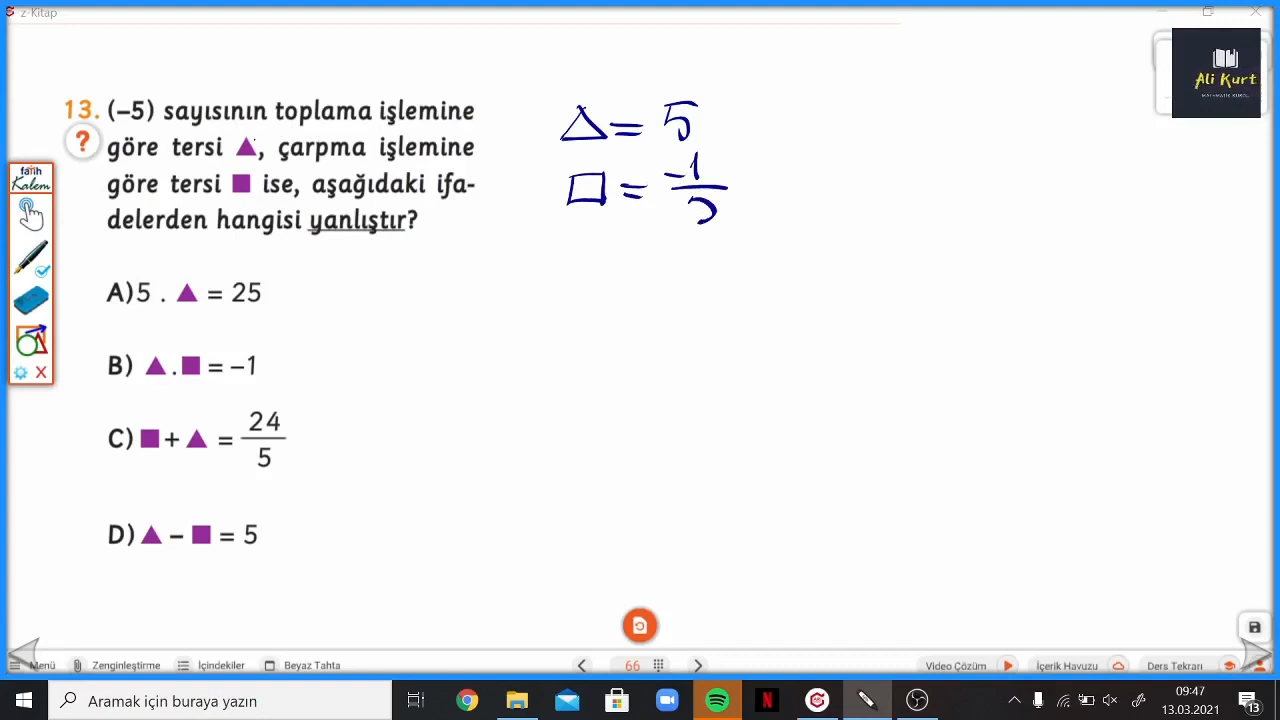 z-Kitap
Ali Kurt
13. (–5) sayısının toplama işlemine
? göre tersi ▲, çarpma işlemine
göre tersi ■ ise, aşağıdaki ifa-
delerden hangisi yanlıştır?
A) 5 . ▲ = 25
B) ▲ . ■ = –1
C) ■ + ▲ = 24/5
D) ▲ – ■ = 5
△ = 5
□ = -1/5
fatih
Kalem
Menü
Zenginleştirme
İçindekiler
Beyaz Tahta
66
Video Çözüm
İçerik Havuzu
Ders Tekrarı
Aramak için buraya yazın
09:47
13.03.2021
13